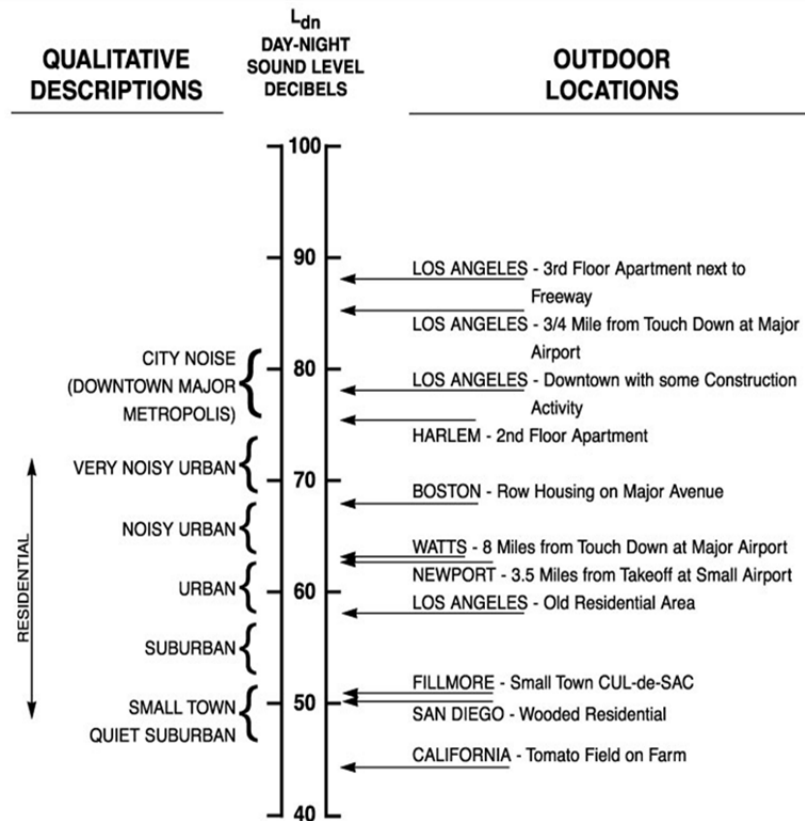 QUALITATIVE
DESCRIPTIONS
Ldn
DAY-NIGHT
SOUND LEVEL
DECIBELS
OUTDOOR
LOCATIONS
100
90
80
70
60
50
40
CITY NOISE
(DOWNTOWN MAJOR
METROPOLIS)
VERY NOISY URBAN
NOISY URBAN
URBAN
SUBURBAN
SMALL TOWN
QUIET SUBURBAN
RESIDENTIAL
LOS ANGELES - 3rd Floor Apartment next to
Freeway
LOS ANGELES - 3/4 Mile from Touch Down at Major
Airport
LOS ANGELES - Downtown with some Construction
Activity
HARLEM - 2nd Floor Apartment
BOSTON - Row Housing on Major Avenue
WATTS - 8 Miles from Touch Down at Major Airport
NEWPORT - 3.5 Miles from Takeoff at Small Airport
LOS ANGELES - Old Residential Area
FILLMORE - Small Town CUL-de-SAC
SAN DIEGO - Wooded Residential
CALIFORNIA - Tomato Field on Farm